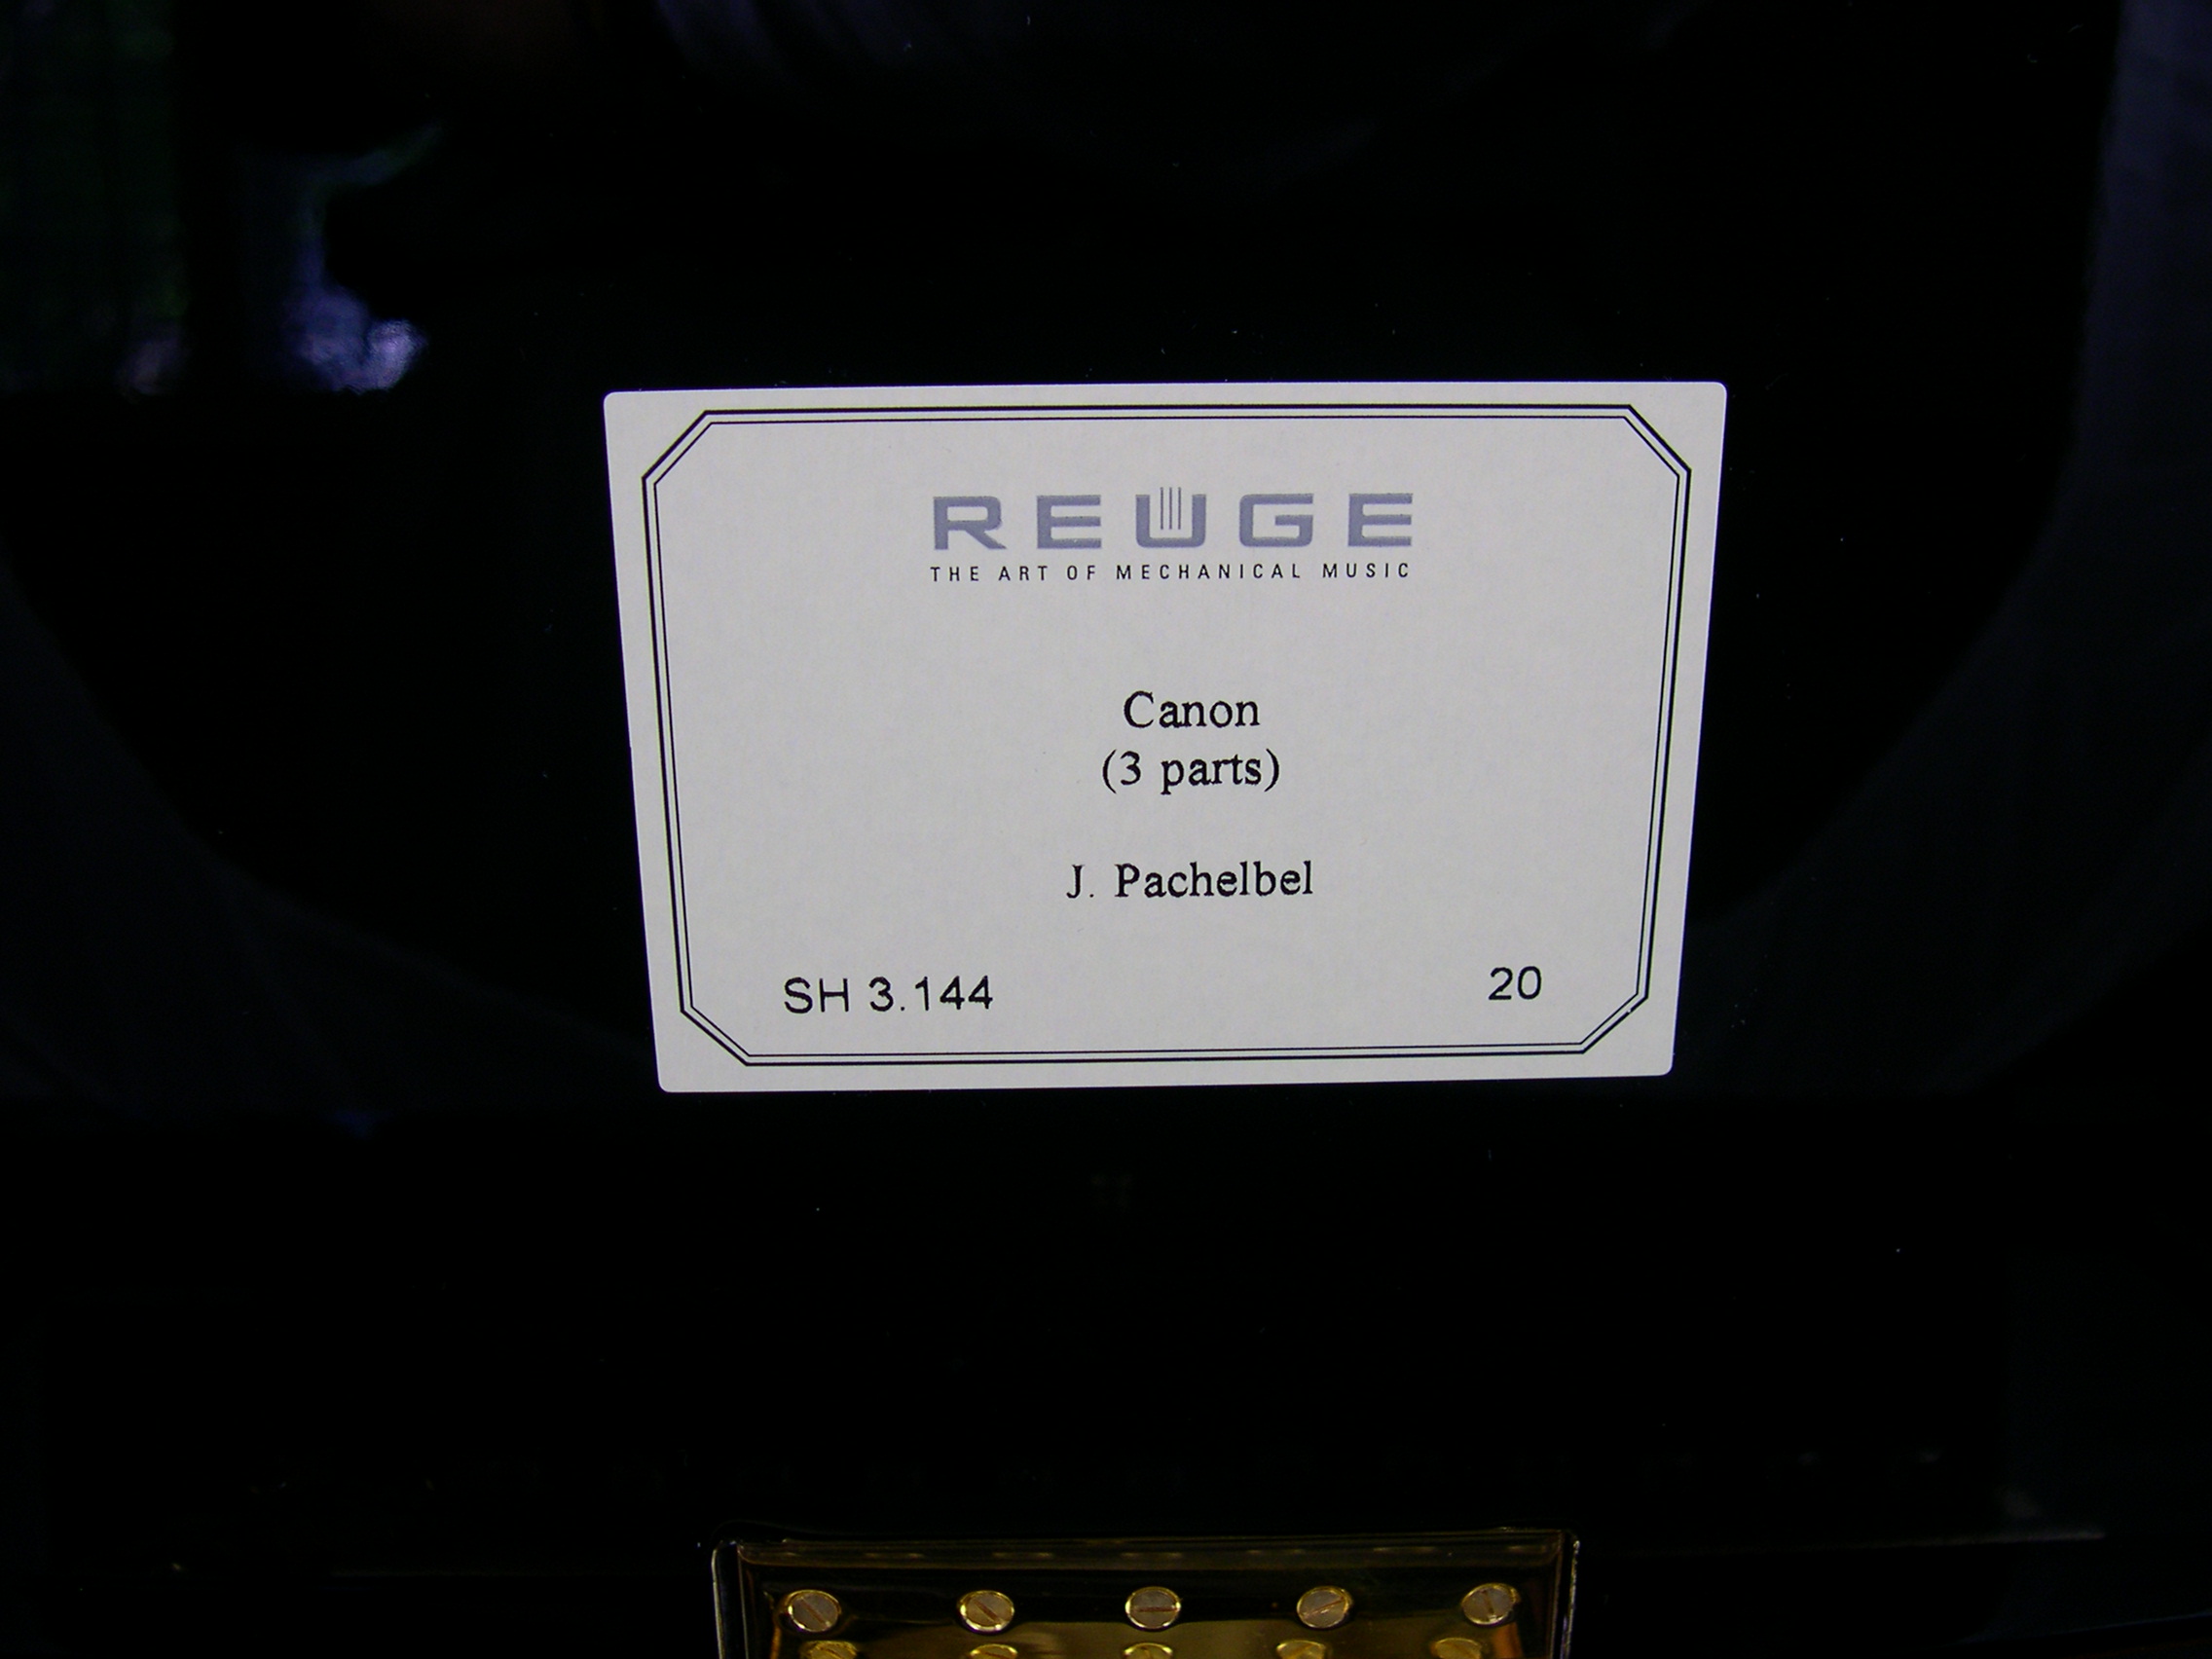 REUGE
THE ART OF MECHANICAL MUSIC
Canon
(3 parts)
J. Pachelbel
SH 3.144 20